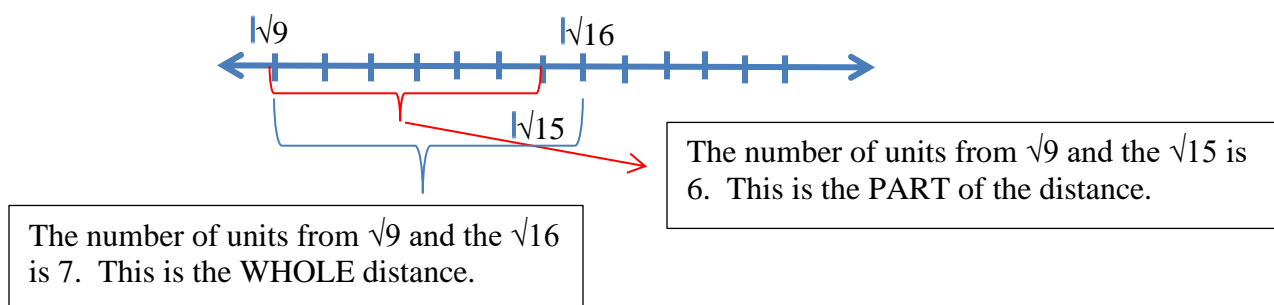 √9
√16
√15
The number of units from √9 and the √15 is
6. This is the PART of the distance.
The number of units from √9 and the √16
is 7. This is the WHOLE distance.